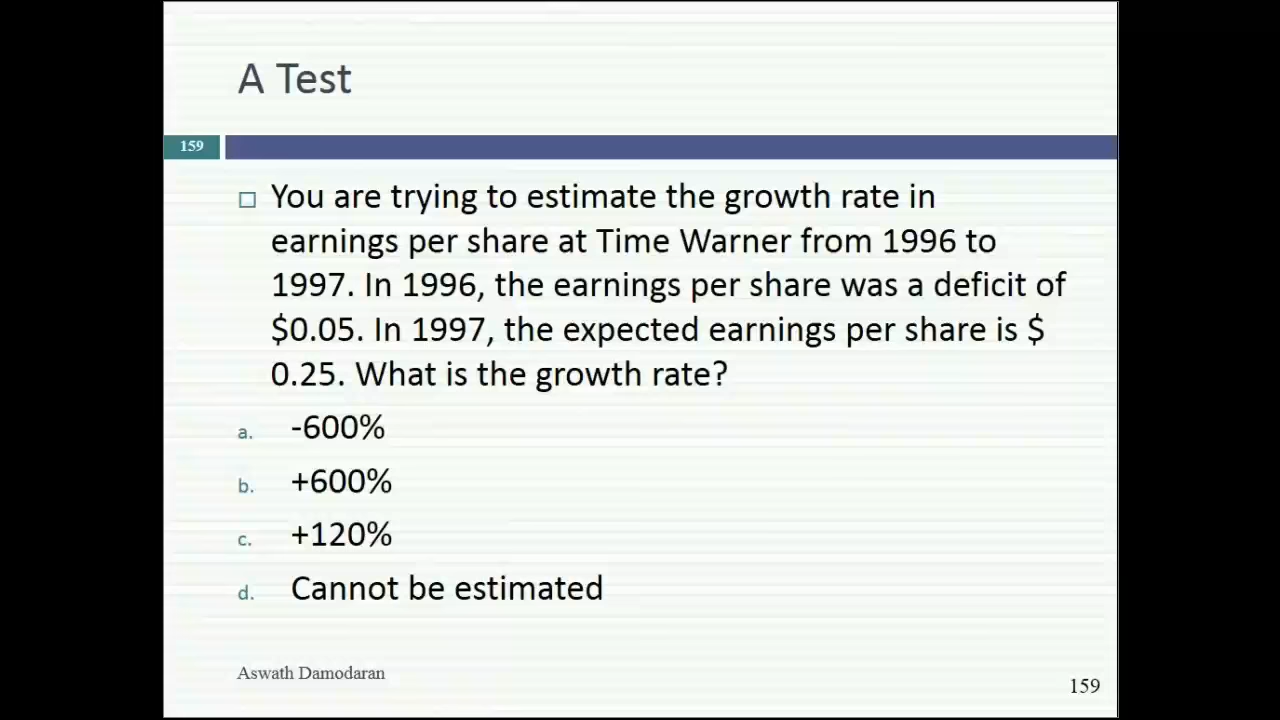 A Test
159
You are trying to estimate the growth rate in
earnings per share at Time Warner from 1996 to
1997. In 1996, the earnings per share was a deficit of
$0.05. In 1997, the expected earnings per share is $
0.25. What is the growth rate?
a. -600%
b. +600%
c. +120%
d. Cannot be estimated
Aswath Damodaran
159